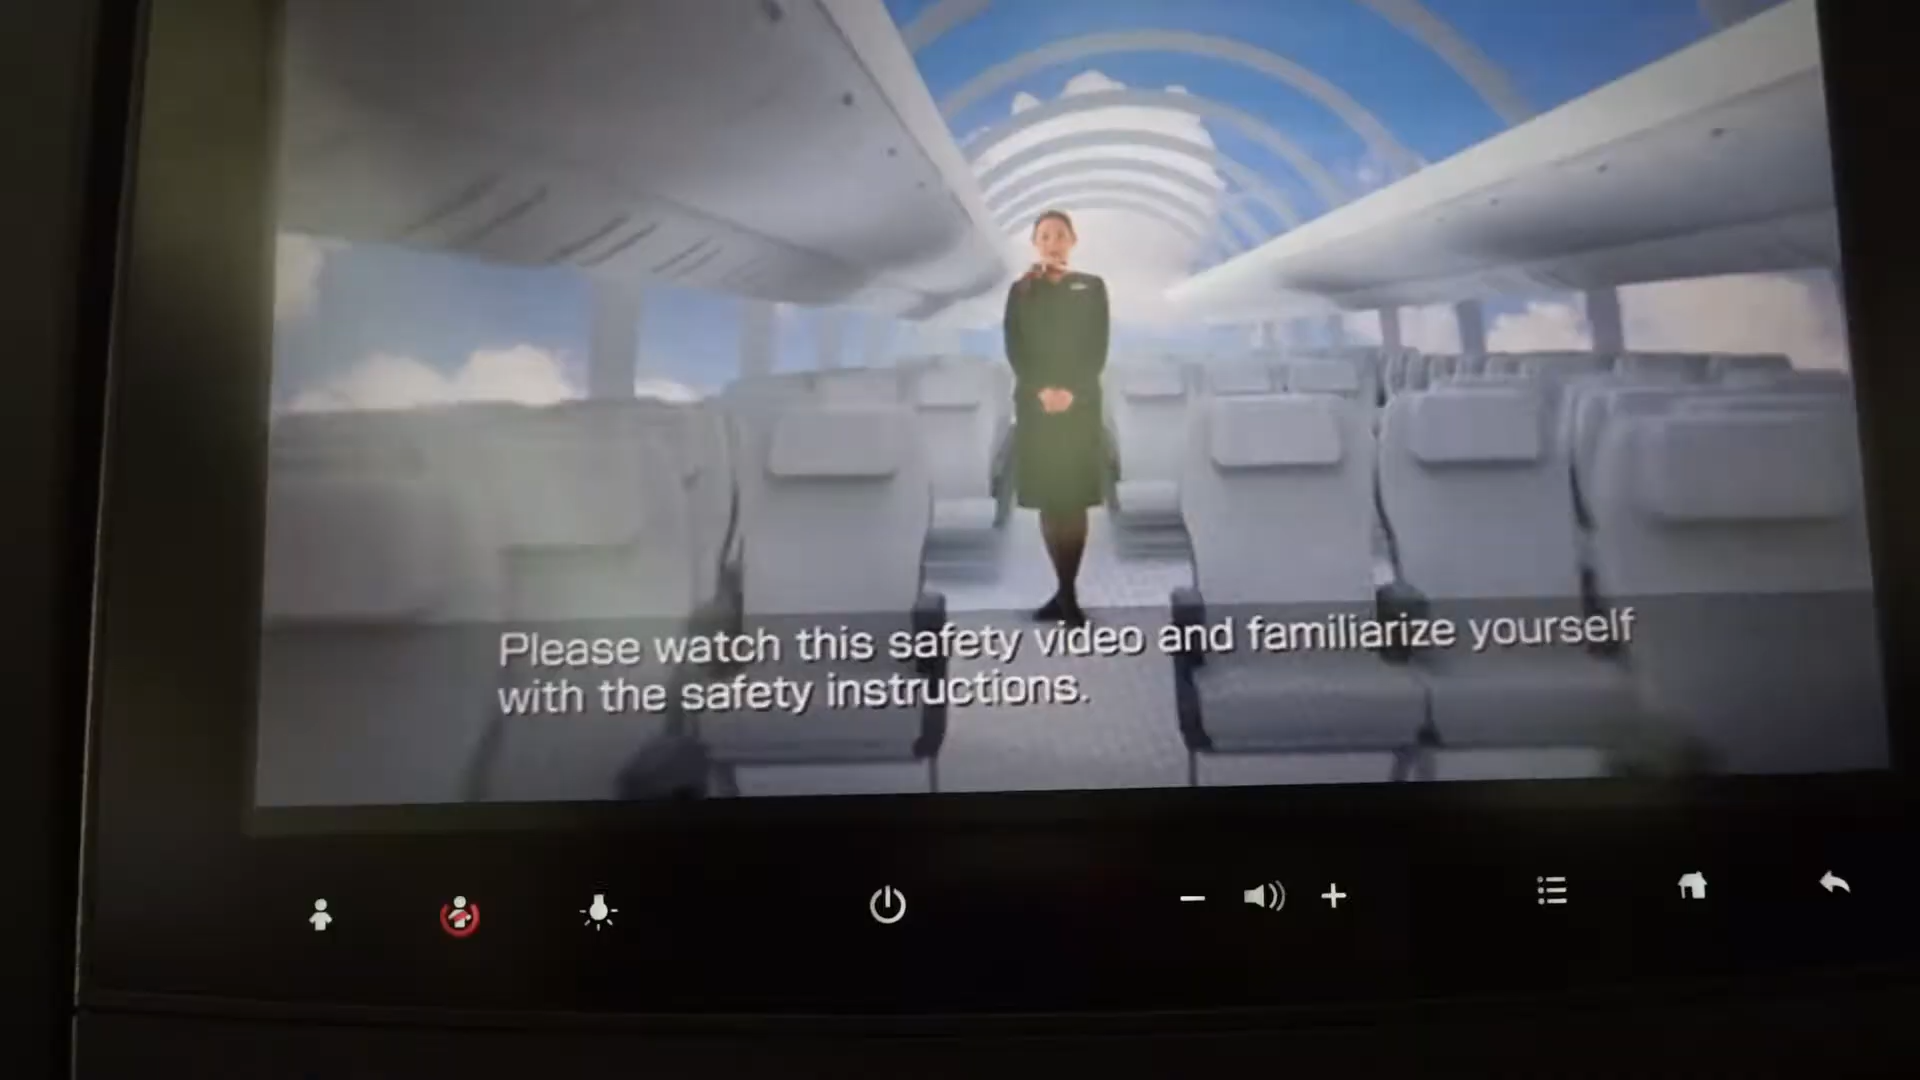 Please watch this safety video and familiarize yourself
with the safety instructions.